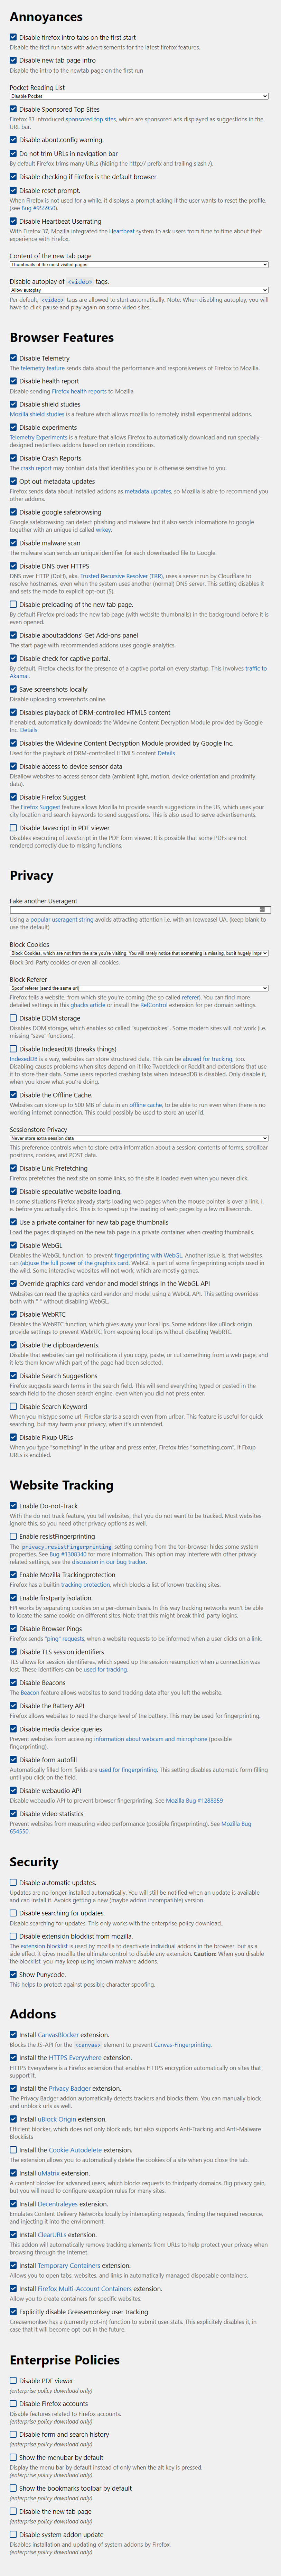 Annoyances
Disable firefox intro tabs on the first start
Disable the first run tabs with advertisements for the latest firefox features.
Disable new tab page intro
Disable the intro to the newtab page on the first run
Pocket Reading List
Disable Pocket
Disable Sponsored Top Sites
Firefox 83 introduced sponsored top sites, which are sponsored ads displayed as suggestions in the
URL bar.
Disable about:config warning.
Do not trim URLs in navigation bar
By default Firefox trims many URLs (hiding the http:// prefix and trailing slash /).
Disable checking if Firefox is the default browser
Disable reset prompt.
When Firefox is not used for a while, it displays a prompt asking if the user wants to reset the profile.
(see Bug #955950).
Disable Heartbeat Userrating
With Firefox 37, Mozilla integrated the Heartbeat system to ask users from time to time about their
experience with Firefox.
Content of the new tab page
Thumbnails of the most visited pages
Disable autoplay of <video> tags.
Allow autoplay
Per default, <video> tags are allowed to start automatically. Note: When disabling autoplay, you will
have to click pause and play again on some video sites.
Browser Features
Disable Telemetry
The telemetry feature sends data about the performance and responsiveness of Firefox to Mozilla.
Disable health report
Disable sending Firefox health reports to Mozilla
Disable shield studies
Mozilla shield studies is a feature which allows mozilla to remotely install experimental addons.
Disable experiments
Telemetry Experiments is a feature that allows Firefox to automatically download and run specially-
designed restartless addons based on certain conditions.
Disable Crash Reports
The crash report may contain data that identifies you or is otherwise sensitive to you.
Opt out metadata updates
Firefox sends data about installed addons as metadata updates, so Mozilla is able to recommend you
other addons.
Disable google safebrowsing
Google safebrowsing can detect phishing and malware but it also sends informations to google
together with an unique id called wrkey.
Disable malware scan
The malware scan sends an unique identifier for each downloaded file to Google.
Disable DNS over HTTPS
DNS over HTTP (DoH), aka. Trusted Recursive Resolver (TRR), uses a server run by Cloudflare to
resolve hostnames, even when the system uses another (normal) DNS server. This setting disables it
and sets the mode to explicit opt-out (5).
Disable preloading of the new tab page.
By default Firefox preloads the new tab page (with website thumbnails) in the background before it is
even opened.
Disable about:addons' Get Add-ons panel
The start page with recommended addons uses google analytics.
Disable check for captive portal.
By default, Firefox checks for the presence of a captive portal on every startup. This involves traffic to
Akamai.
Save screenshots locally
Disable uploading screenshots online.
Disables playback of DRM-controlled HTML5 content
if enabled, automatically downloads the Widevine Content Decryption Module provided by Google
Inc. Details
Disables the Widevine Content Decryption Module provided by Google Inc.
Used for the playback of DRM-controlled HTML5 content Details
Disable access to device sensor data
Disallow websites to access sensor data (ambient light, motion, device orientation and proximity
data).
Disable Firefox Suggest
The Firefox Suggest feature allows Mozilla to provide search suggestions in the US, which uses your
city location and search keywords to send suggestions. This is also used to serve advertisements.
Disable Javascript in PDF viewer
Disables executing of JavaScript in the PDF form viewer. It is possible that some PDFs are not
rendered correctly due to missing functions.
Privacy
Fake another Useragent
Using a popular useragent string avoids attracting attention i.e. with an Iceweasel UA. (keep blank to
use the default)
Block Cookies
Block Cookies, which are not from the site you're visiting. You will rarely notice that something is missing, but it hugely impr
Block 3rd-Party cookies or even all cookies.
Block Referer
Spoof referer (send the same url)
Firefox tells a website, from which site you're coming (the so called referer). You can find more
detailed settings in this ghacks article or install the RefControl extension for per domain settings.
Disable DOM storage
Disables DOM storage, which enables so called "supercookies". Some modern sites will not work (i.e.
missing "save" functions).
Disable IndexedDB (breaks things)
IndexedDB is a way, websites can store structured data. This can be abused for tracking, too.
Disabling causes problems when sites depend on it like Tweetdeck or Reddit and extensions that use
it to store their data. Some users reported crashing tabs when IndexedDB is disabled. Only disable it,
when you know what you're doing.
Disable the Offline Cache.
Websites can store up to 500 MB of data in an offline cache, to be able to run even when there is no
working internet connection. This could possibly be used to store an user id.
Sessionstore Privacy
Never store extra session data
This preference controls when to store extra information about a session: contents of forms, scrollbar
positions, cookies, and POST data.
Disable Link Prefetching
Firefox prefetches the next site on some links, so the site is loaded even when you never click.
Disable speculative website loading.
In some situations Firefox already starts loading web pages when the mouse pointer is over a link, i.
e. before you actually click. This is to speed up the loading of web pages by a few milliseconds.
Use a private container for new tab page thumbnails
Load the pages displayed on the new tab page in a private container when creating thumbnails.
Disable WebGL
Disables the WebGL function, to prevent fingerprinting with WebGL. Another issue is, that websites
can (ab)use the full power of the graphics card. WebGL is part of some fingerprinting scripts used in
the wild. Some interactive websites will not work, which are mostly games.
Override graphics card vendor and model strings in the WebGL API
Websites can read the graphics card vendor and model using a WebGL API. This setting overrides
both with " " without disabling WebGL.
Disable WebRTC
Disables the WebRTC function, which gives away your local ips. Some addons like uBlock origin
provide settings to prevent WebRTC from exposing local ips without disabling WebRTC.
Disable the clipboardevents.
Disable that websites can get notifications if you copy, paste, or cut something from a web page, and
it lets them know which part of the page had been selected.
Disable Search Suggestions
Firefox suggests search terms in the search field. This will send everything typed or pasted in the
search field to the chosen search engine, even when you did not press enter.
Disable Search Keyword
When you mistype some url, Firefox starts a search even from urlbar. This feature is useful for quick
searching, but may harm your privacy, when it's unintended.
Disable Fixup URLs
When you type "something" in the urlbar and press enter, Firefox tries "something.com", if Fixup
URLs is enabled.
Website Tracking
Enable Do-not-Track
With the do not track feature, you tell websites, that you do not want to be tracked. Most websites
ignore this, so you need other privacy options as well.
Enable resistFingerprinting
The privacy.resistFingerprinting setting coming from the tor-browser hides some system
properties. See Bug #1308340 for more information. This option may interfere with other privacy
related settings, see the discussion in our bug tracker.
Enable Mozilla Trackingprotection
Firefox has a builtin tracking protection, which blocks a list of known tracking sites.
Enable firstparty isolation.
FPI works by separating cookies on a per-domain basis. In this way tracking networks won't be able
to locate the same cookie on different sites. Note that this might break third-party logins.
Disable Browser Pings
Firefox sends "ping" requests, when a website requests to be informed when a user clicks on a link.
Disable TLS session identifiers
TLS allows for session identifieres, which speed up the session resumption when a connection was
lost. These identifiers can be used for tracking.
Disable Beacons
The Beacon feature allows websites to send tracking data after you left the website.
Disable the Battery API
Firefox allows websites to read the charge level of the battery. This may be used for fingerprinting.
Disable media device queries
Prevent websites from accessing information about webcam and microphone (possible
fingerprinting).
Disable form autofill
Automatically filled form fields are used for fingerprinting. This setting disables automatic form filling
until you click on the field.
Disable webaudio API
Disable webaudio API to prevent browser fingerprinting. See Mozilla Bug #1288359
Disable video statistics
Prevent websites from measuring video performance (possible fingerprinting). See Mozilla Bug
654550.
Security
Disable automatic updates.
Updates are no longer installed automatically. You will still be notified when an update is available
and can install it. Avoids getting a new (maybe addon incompatible) version.
Disable searching for updates.
Disable searching for updates. This only works with the enterprise policy download..
Disable extension blocklist from mozilla.
The extension blocklist is used by mozilla to deactivate individual addons in the browser, but as a
side effect it gives mozilla the ultimate control to disable any extension. Caution: When you disable
the blocklist, you may keep using known malware addons.
Show Punycode.
This helps to protect against possible character spoofing.
Addons
Install CanvasBlocker extension.
Blocks the JS-API for the <canvas> element to prevent Canvas-Fingerprinting.
Install the HTTPS Everywhere extension.
HTTPS Everywhere is a Firefox extension that enables HTTPS encryption automatically on sites that
support it.
Install the Privacy Badger extension.
The Privacy Badger addon automatically detects trackers and blocks them. You can manually block
and unblock urls as well.
Install uBlock Origin extension.
Efficient blocker, which does not only block ads, but also supports Anti-Tracking and Anti-Malware
Blocklists
Install the Cookie Autodelete extension.
The extension allows you to automatically delete the cookies of a site when you close the tab.
Install uMatrix extension.
A content blocker for advanced users, which blocks requests to thirdparty domains. Big privacy gain,
but you will need to configure exception rules for many sites.
Install Decentraleyes extension.
Emulates Content Delivery Networks locally by intercepting requests, finding the required resource,
and injecting it into the environment.
Install ClearURLs extension.
This addon will automatically remove tracking elements from URLs to help protect your privacy when
browsing through the Internet.
Install Temporary Containers extension.
Allows you to open tabs, websites, and links in automatically managed disposable containers.
Install Firefox Multi-Account Containers extension.
Allow you to create containers for specific websites.
Explicitly disable Greasemonkey user tracking
Greasemonkey has a (currently opt-in) function to submit user stats. This explicitely disables it, in
case that it will become opt-out in the future.
Enterprise Policies
Disable PDF viewer
(enterprise policy download only)
Disable Firefox accounts
Disable features related to Firefox accounts.
(enterprise policy download only)
Disable form and search history
(enterprise policy download only)
Show the menubar by default
Display the menu bar by default instead of only when the alt key is pressed.
(enterprise policy download only)
Show the bookmarks toolbar by default
(enterprise policy download only)
Disable the new tab page
(enterprise policy download only)
Disable system addon update
Disables installation and updating of system addons by Firefox.
(enterprise policy download only)